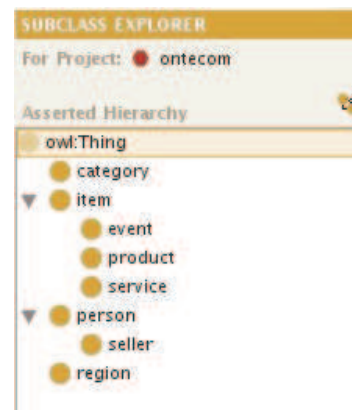 SUBCLASS EXPLORER
For Project: ontecom
Asserted Hierarchy
owl:Thing
category
item
event
product
service
person
seller
region